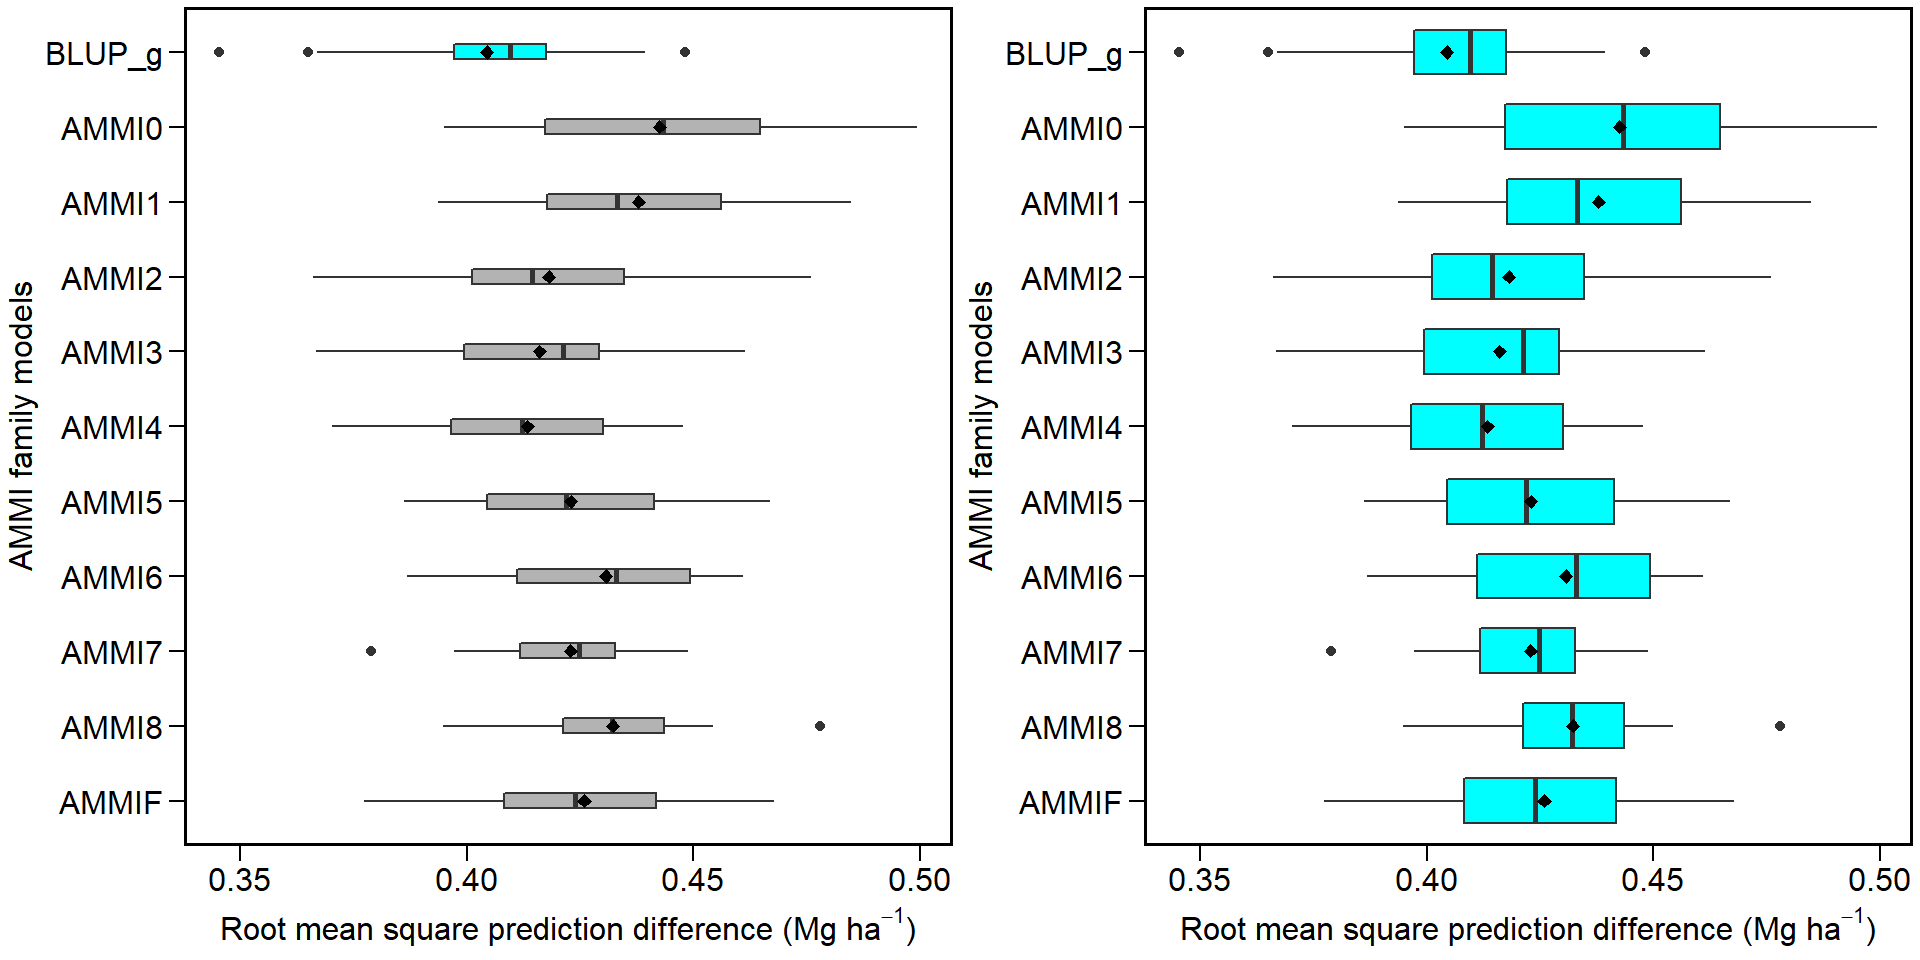 AMMI family models
BLUP_g
AMMI0
AMMI1
AMMI2
AMMI3
AMMI4
AMMI5
AMMI6
AMMI7
AMMI8
AMMIF
0.35 0.40 0.45 0.50
Root mean square prediction difference (Mg ha⁻¹)
AMMI family models
BLUP_g
AMMI0
AMMI1
AMMI2
AMMI3
AMMI4
AMMI5
AMMI6
AMMI7
AMMI8
AMMIF
0.35 0.40 0.45 0.50
Root mean square prediction difference (Mg ha⁻¹)